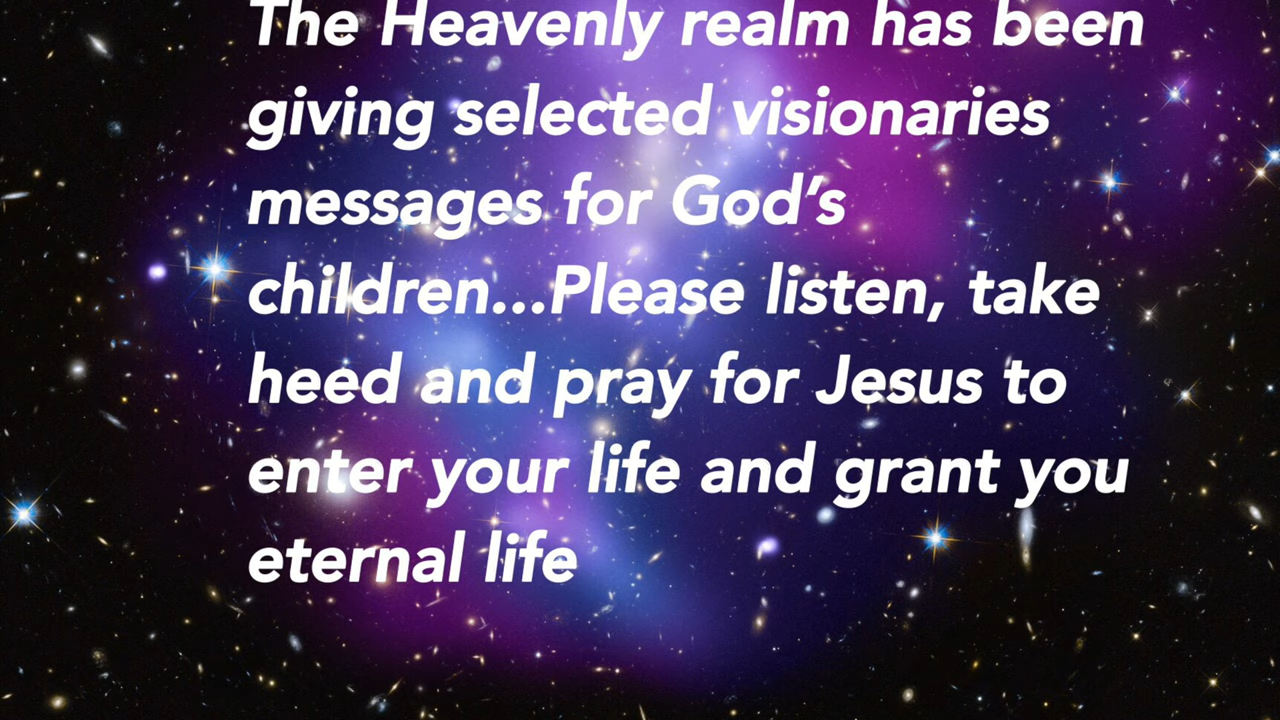 The Heavenly realm has been
giving selected visionaries
messages for God’s
children...Please listen, take
heed and pray for Jesus to
enter your life and grant you
eternal life